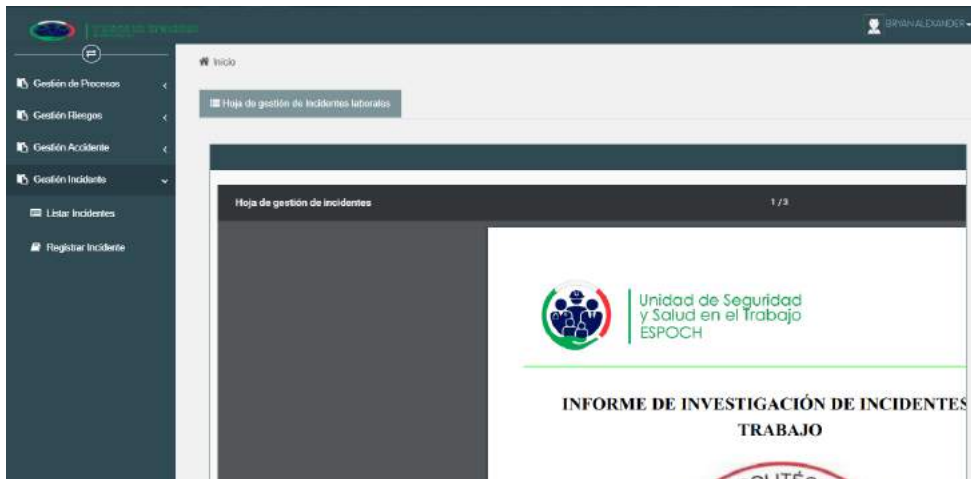 BRYAN ALEXANDER
Inicio
Gestión de Procesos
Hoja de gestión de Incidentes laborales
Gestión Riesgos
Gestión Accidente
Gestión Incidente
Listar Incidentes
Registrar Incidente
Hoja de gestión de incidentes
1 / 3
Unidad de Seguridad
y Salud en el Trabajo
ESPOCH
INFORME DE INVESTIGACIÓN DE INCIDENTES
TRABAJO